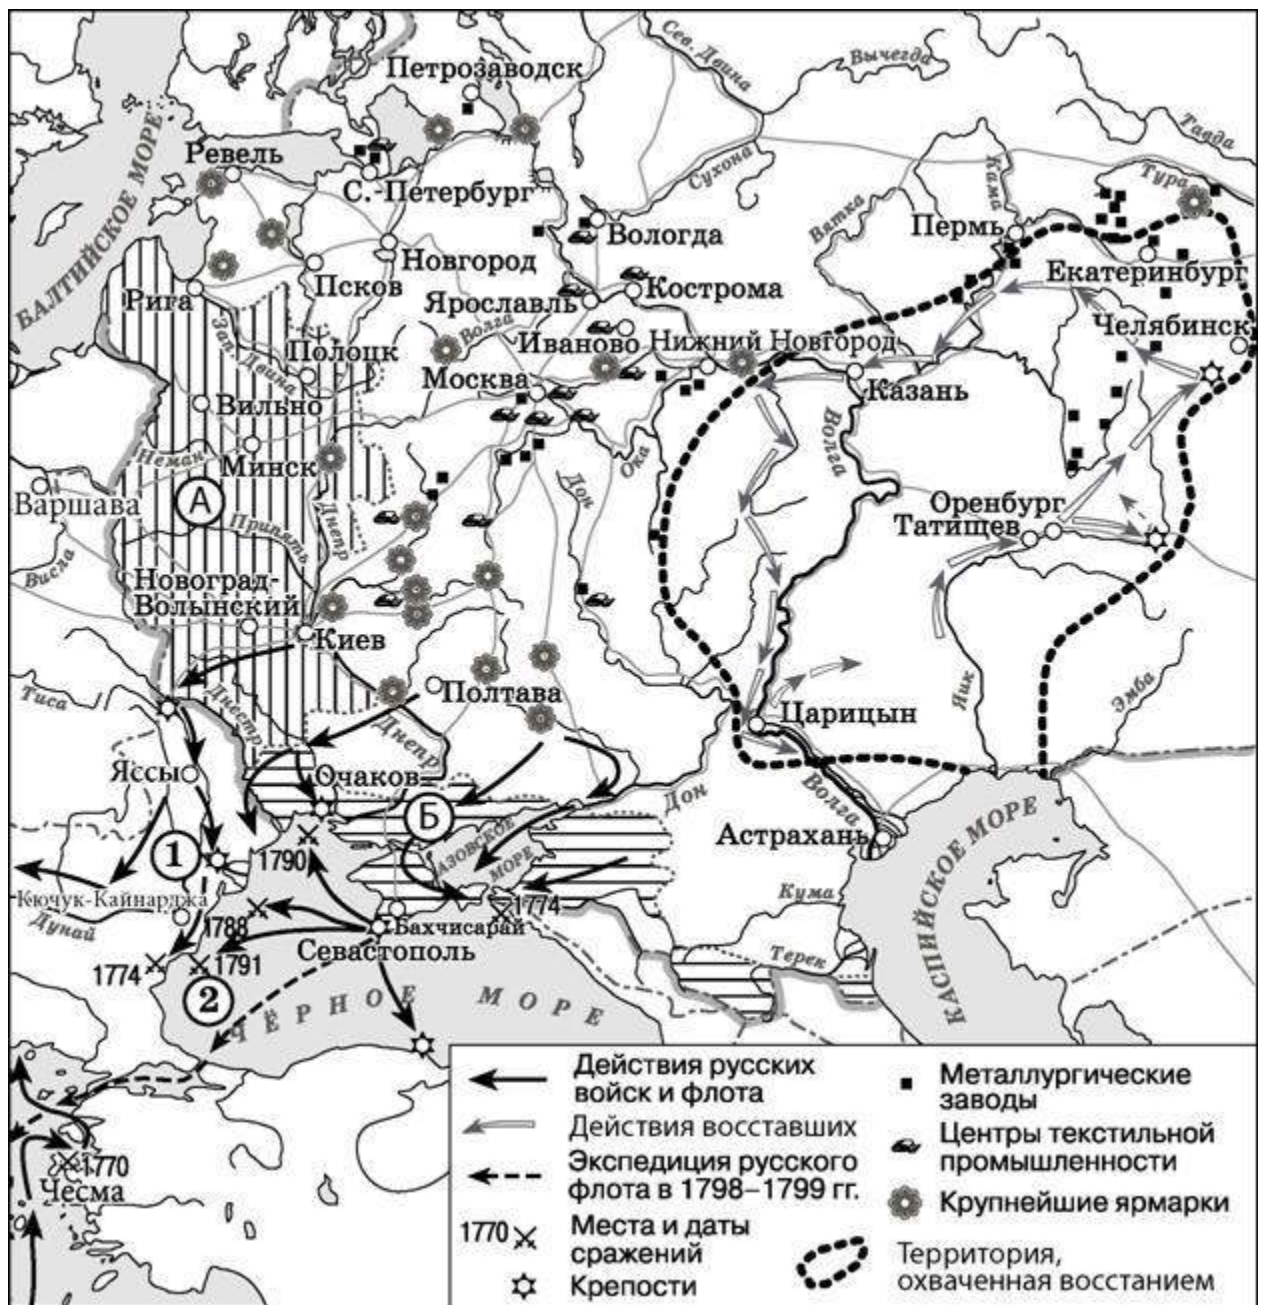 Петрозаводск
Сев. Двина
Вычегда
Тавда
БАЛТИЙСКОЕ МОРЕ
Ревель
С.-Петербург
Сухона
Вятка
Кама
Тура
Пермь
Вологда
Новгород
Псков
Рига
Екатеринбург
Ярославль
Кострома
Челябинск
Волга
Иваново
Нижний Новгород
Зап. Двина
Полоцк
Москва
Казань
Вильно
Волга
Неман
Минск
Ока
Дон
Варшава
А
Оренбург
Татищев
Припять
Днепр
Висла
Новоград-
Волынский
Киев
Тиса
Днестр
Полтава
Яик
Эмба
Днепр
Царицын
Яссы
Очаков
Дон
Волга
Б
АЗОВСКОЕ
МОРЕ
Астрахань
1
1790
КАСПИЙСКОЕ МОРЕ
Кючук-Кайнарджа
Кума
1774
Дунай
1788
Бахчисарай
Севастополь
1774
1791
Терек
2
ЧЁРНОЕ МОРЕ
1770
Чесма
Действия русских
войск и флота
Действия восставших
Экспедиция русского
флота в 1798–1799 гг.
1770
Места и даты
сражений
Крепости
Металлургические
заводы
Центры текстильной
промышленности
Крупнейшие ярмарки
Территория,
охваченная восстанием